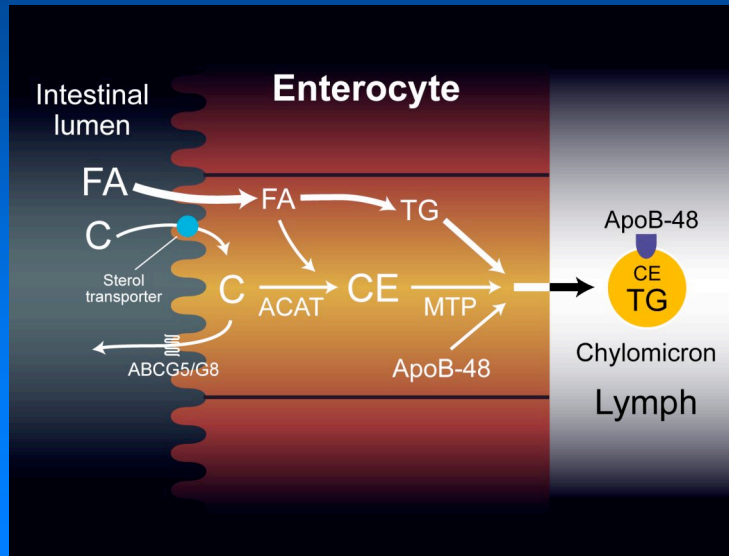 Enterocyte
Intestinal
lumen
FA
FA
TG
C
Sterol
transporter
C
ACAT
CE
MTP
ABCG5/G8
ApoB-48
ApoB-48
CE
TG
Chylomicron
Lymph